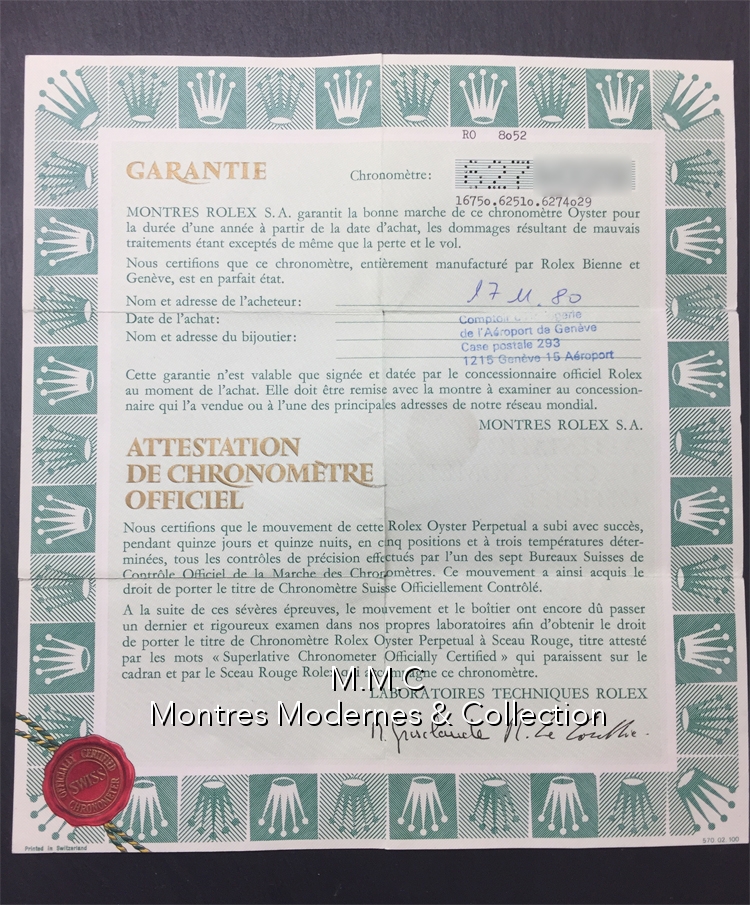 RO 8o52
GARANTIE
Chronomètre: 627
1675o.6251o.6274o29
MONTRES ROLEX S.A. garantit la bonne marche de ce chronomètre Oyster pour
la durée d'une année à partir de la date d'achat, les dommages résultant de mauvais
traitements étant exceptés de même que la perte et le vol.
Nous certifions que ce chronomètre, entièrement manufacturé par Rolex Bienne et
Genève, est en parfait état.
Nom et adresse de l'acheteur:
17 11. 80
Date de l'achat:
Comptoir
Nom et adresse du bijoutier:
de l'Aéroport de Genève
Case postale 293
1215 Genève 15 Aéroport
Cette garantie n'est valable que signée et datée par le concessionnaire officiel Rolex
au moment de l'achat. Elle doit être remise avec la montre à examiner au concession-
naire qui l'a vendue ou à l'une des principales adresses de notre réseau mondial.
MONTRES ROLEX S.A.
ATTESTATION
DE CHRONOMÈTRE
OFFICIEL
Nous certifions que le mouvement de cette Rolex Oyster Perpetual a subi avec succès,
pendant quinze jours et quinze nuits, en cinq positions et à trois températures déter-
minées, tous les contrôles de précision effectués par l'un des sept Bureaux Suisses de
Contrôle Officiel de la Marche des Chronomètres. Ce mouvement a ainsi acquis le
droit de porter le titre de Chronomètre Suisse Officiellement Contrôlé.
A la suite de ces sévères épreuves, le mouvement et le boîtier ont encore dû passer
un dernier et rigoureux examen dans nos propres laboratoires afin d'obtenir le droit
de porter le titre de Chronomètre Rolex Oyster Perpetual à Sceau Rouge, titre attesté
par les mots « Superlative Chronometer Officially Certified » qui paraissent sur le
cadran et par le Sceau Rouge Rolex qui accompagne ce chronomètre.
M.M.C
LABORATOIRES TECHNIQUES ROLEX
Montres Modernes & Collection
OFFICIALLY CERTIFIED
SWISS
CHRONOMETER
Printed in Switzerland
570.02.100